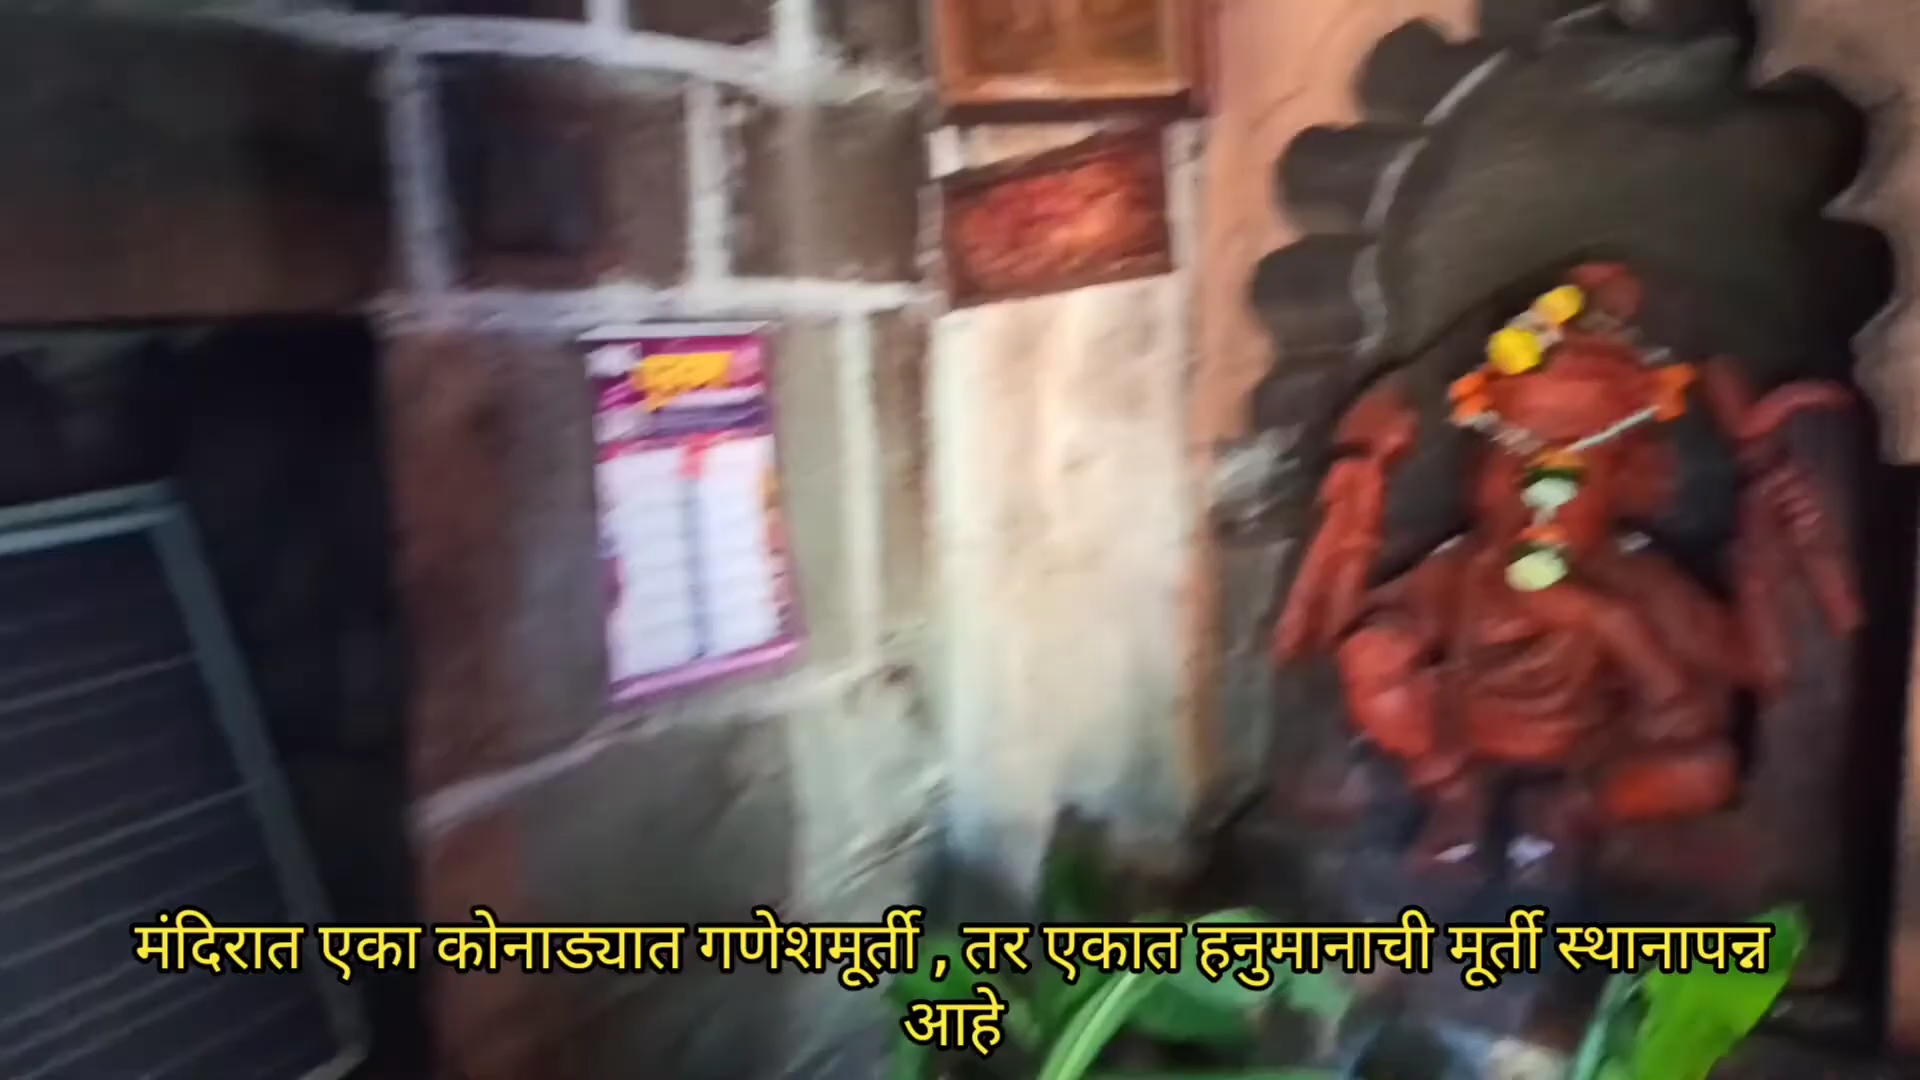 मंदिरात एका कोनाड्यात गणेशमूर्ती , तर एकात हनुमानाची मूर्ती स्थानापन्न
आहे